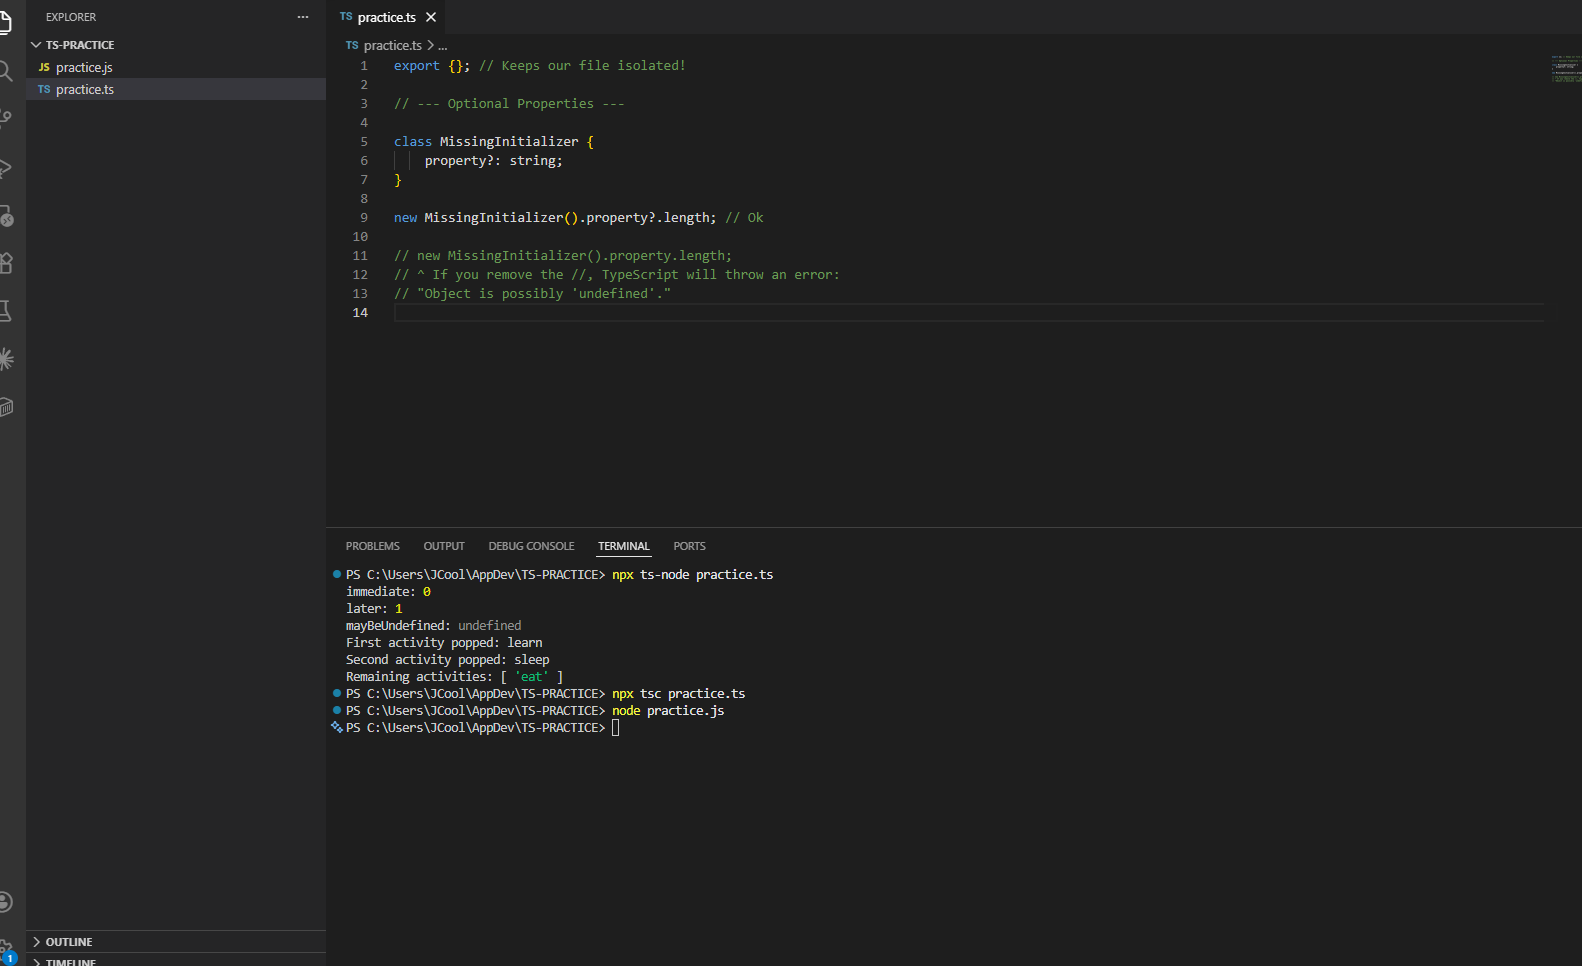 EXPLORER
TS-PRACTICE
JS practice.js
TS practice.ts
OUTLINE
TIMELINE
1
TS practice.ts
TS practice.ts > ...
1 export {}; // Keeps our file isolated!
2
3 // --- Optional Properties ---
4
5 class MissingInitializer {
6 property?: string;
7 }
8
9 new MissingInitializer().property?.length; // Ok
10
11 // new MissingInitializer().property.length;
12 // ^ If you remove the //, TypeScript will throw an error:
13 // "Object is possibly 'undefined'."
14
PROBLEMS OUTPUT DEBUG CONSOLE TERMINAL PORTS
PS C:\Users\JCool\AppDev\TS-PRACTICE> npx ts-node practice.ts
immediate: 0
later: 1
mayBeUndefined: undefined
First activity popped: learn
Second activity popped: sleep
Remaining activities: [ 'eat' ]
PS C:\Users\JCool\AppDev\TS-PRACTICE> npx tsc practice.ts
PS C:\Users\JCool\AppDev\TS-PRACTICE> node practice.js
PS C:\Users\JCool\AppDev\TS-PRACTICE>